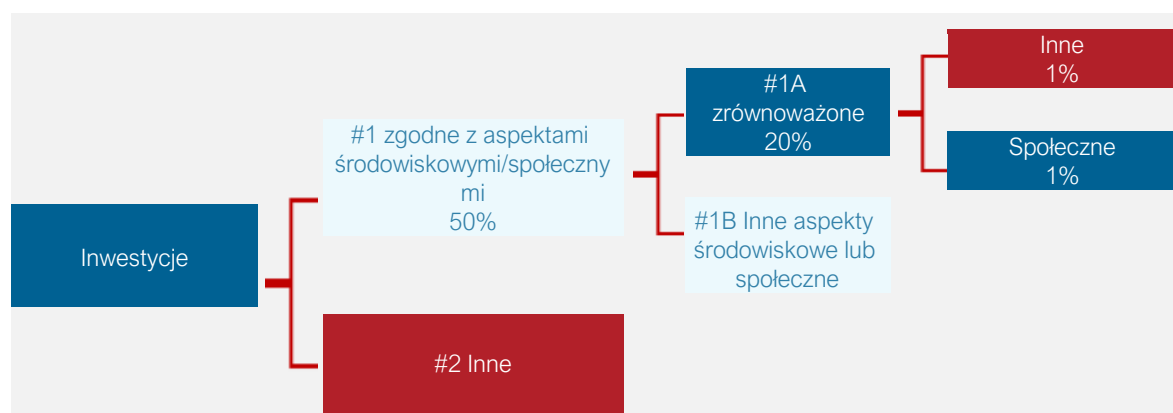 Inwestycje
#1 zgodne z aspektami
środowiskowymi/społeczny
mi
50%
#2 Inne
#1A
zrównoważone
20%
#1B Inne aspekty
środowiskowe lub
społeczne
Inne
1%
Społeczne
1%